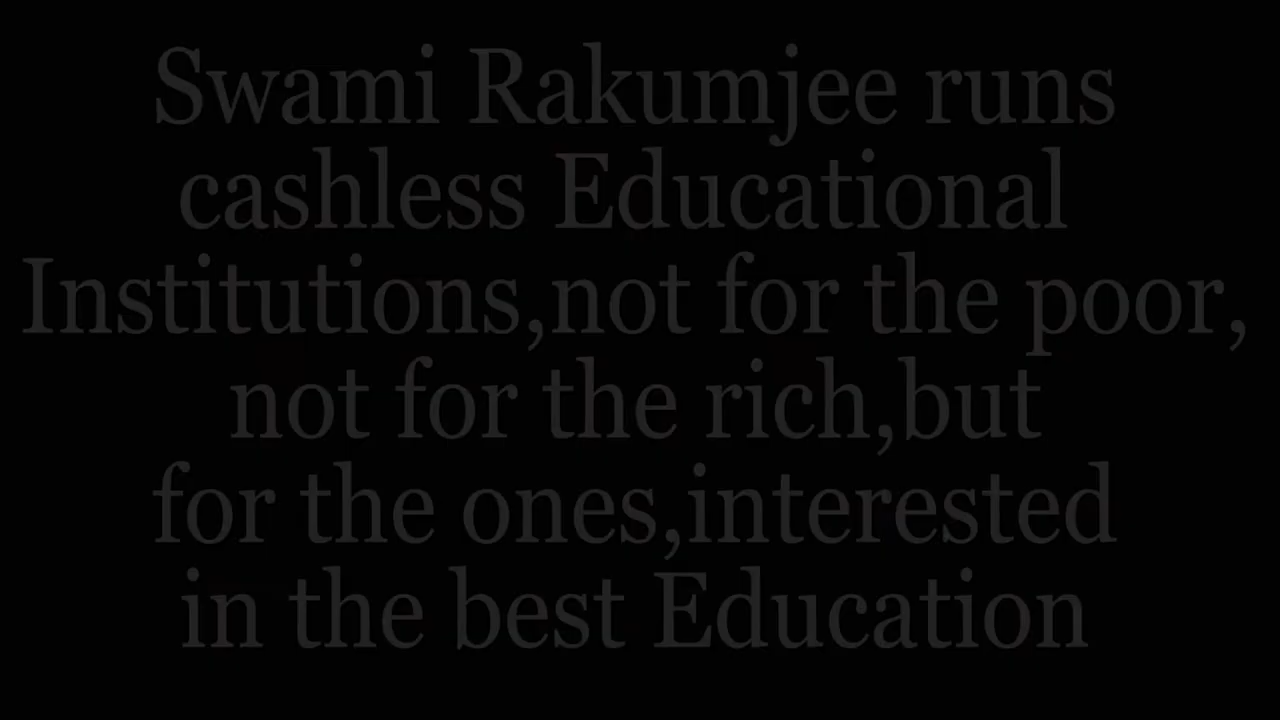 Swami Rakumjee runs
cashless Educational
Institutions,not for the poor,
not for the rich,but
for the ones,interested
in the best Education